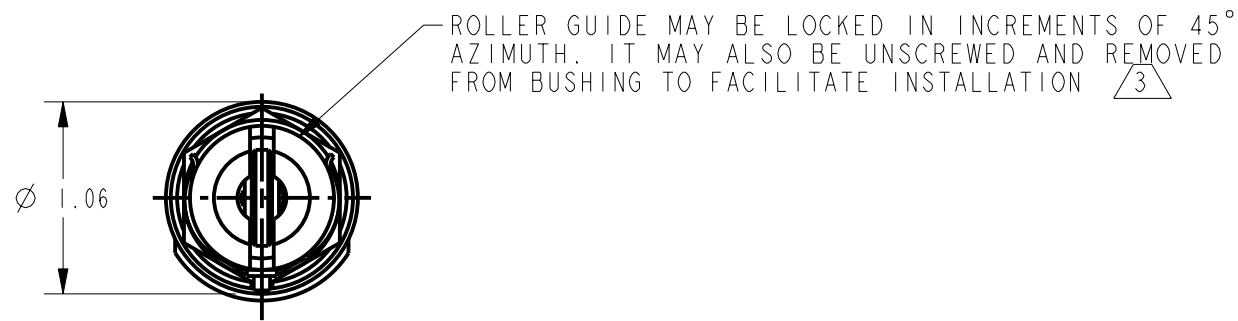 ROLLER GUIDE MAY BE LOCKED IN INCREMENTS OF 45°
AZIMUTH. IT MAY ALSO BE UNSCREWED AND REMOVED
FROM BUSHING TO FACILITATE INSTALLATION 3
Ø 1.06